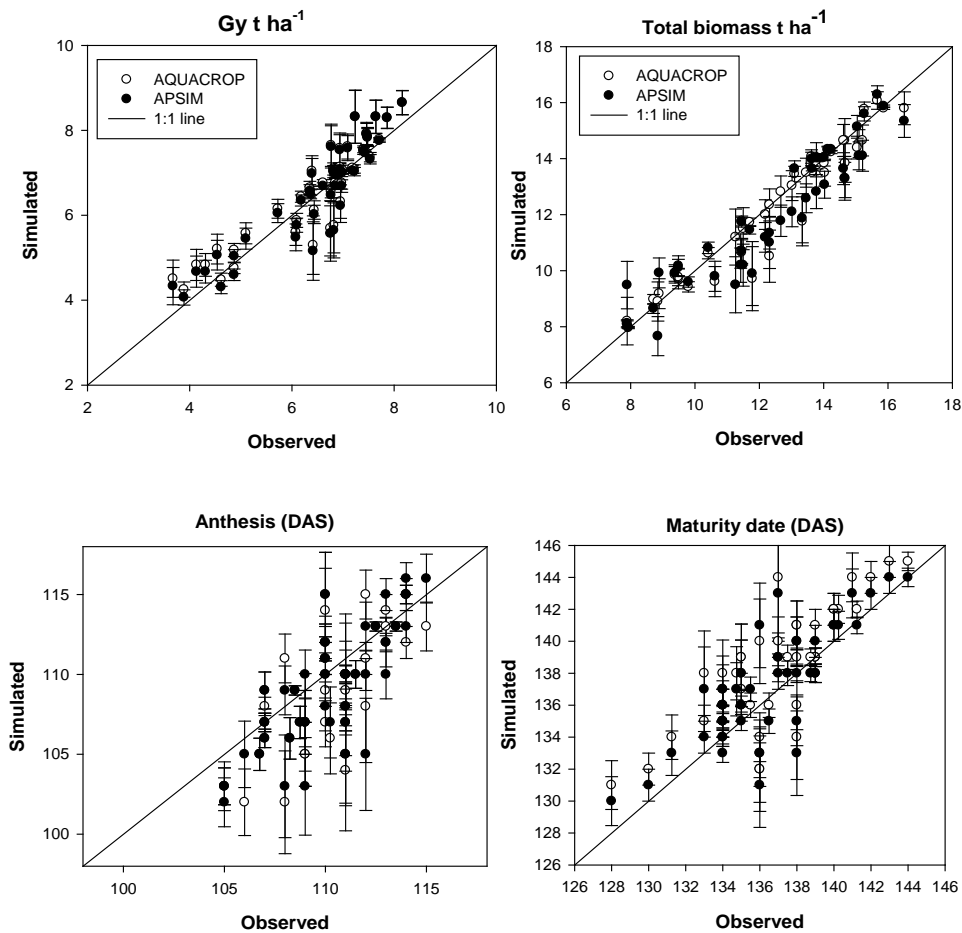 Gy t ha⁻¹
10
8
6
4
2
2 4 6 8 10
Simulated
Observed
AQUACROP
APSIM
1:1 line
Total biomass t ha⁻¹
18
16
14
12
10
8
6
6 8 10 12 14 16 18
Simulated
Observed
AQUACROP
APSIM
1:1 line
Anthesis (DAS)
115
110
105
100
100 105 110 115
Simulated
Observed
Maturity date (DAS)
146
144
142
140
138
136
134
132
130
128
126
126 128 130 132 134 136 138 140 142 144 146
Simulated
Observed